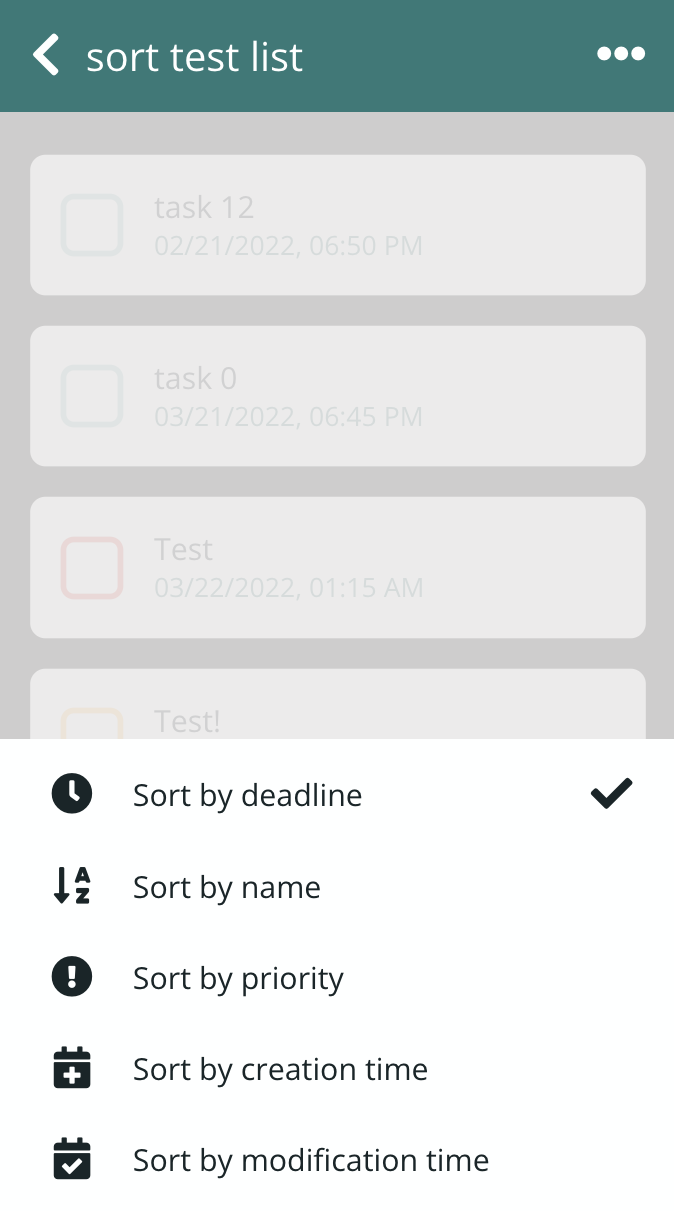 sort test list
task 12
02/21/2022, 06:50 PM
task 0
03/21/2022, 06:45 PM
Test
03/22/2022, 01:15 AM
Test!
Sort by deadline
Sort by name
Sort by priority
Sort by creation time
Sort by modification time